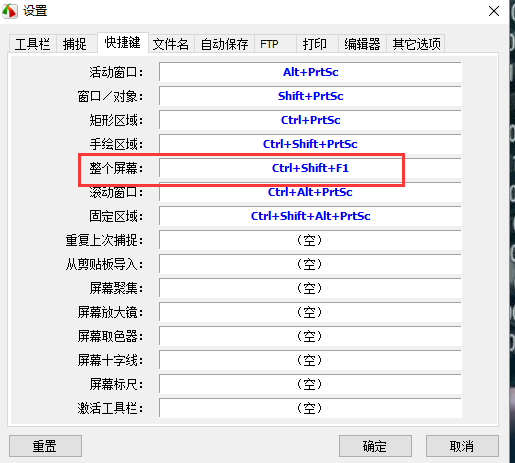 设置
工具栏 捕捉 快捷键 文件名 自动保存 FTP 打印 编辑器 其它选项
活动窗口： Alt+PrtSc
窗口／对象： Shift+PrtSc
矩形区域： Ctrl+PrtSc
手绘区域： Ctrl+Shift+PrtSc
整个屏幕： Ctrl+Shift+F1
滚动窗口： Ctrl+Alt+PrtSc
固定区域： Ctrl+Shift+Alt+PrtSc
重复上次捕捉： （空）
从剪贴板导入： （空）
屏幕聚集： （空）
屏幕放大镜： （空）
屏幕取色器： （空）
屏幕十字线： （空）
屏幕标尺： （空）
激活工具栏： （空）
重置 确定 取消